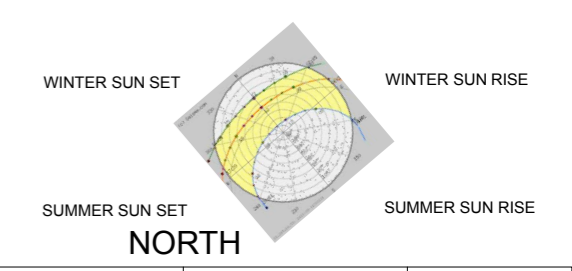 WINTER SUN SET
WINTER SUN RISE
SUMMER SUN SET
SUMMER SUN RISE
NORTH